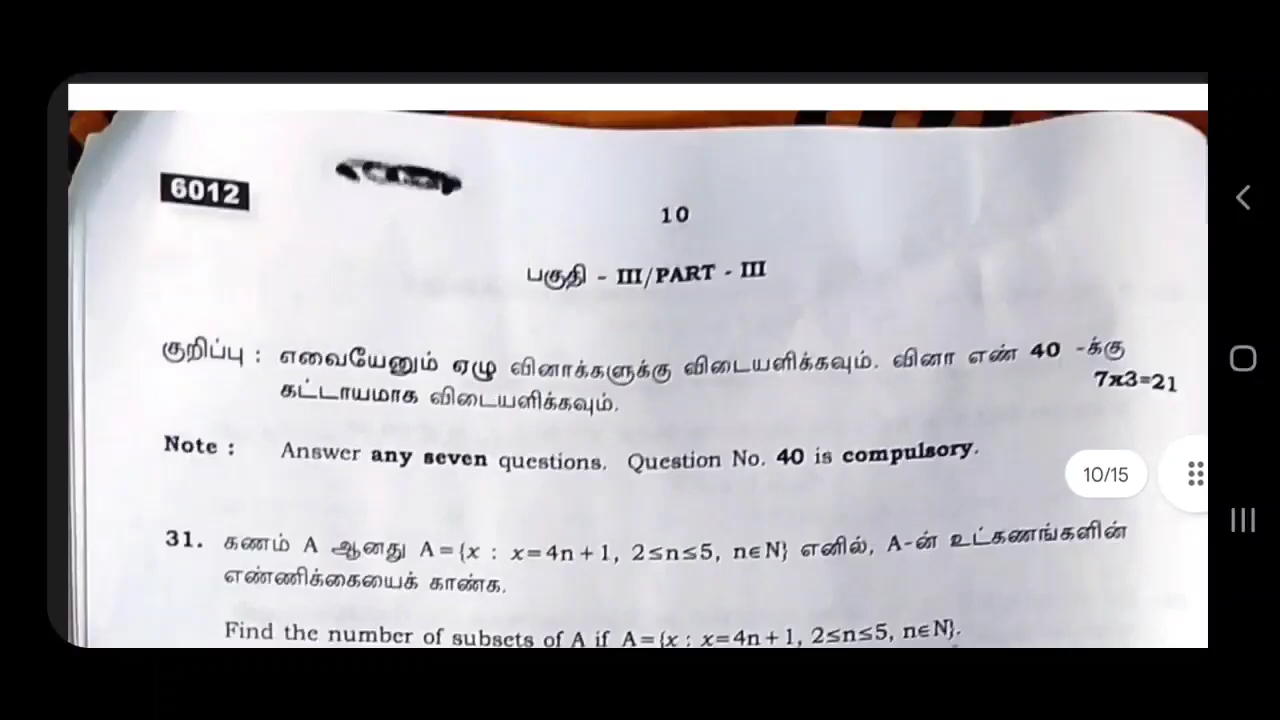 6012
10
பகுதி - III/PART - III
குறிப்பு : எவையேனும் ஏழு வினாக்களுக்கு விடையளிக்கவும். வினா எண் 40 -க்கு
கட்டாயமாக விடையளிக்கவும். 7x3=21
Note : Answer any seven questions. Question No. 40 is compulsory.
10/15
31. கணம் A ஆனது A={x : x=4n+1, 2≤n≤5, n∈N} எனில், A-ன் உட்கணங்களின்
எண்ணிக்கையைக் காண்க.
Find the number of subsets of A if A={x : x=4n+1, 2≤n≤5, n∈N}.